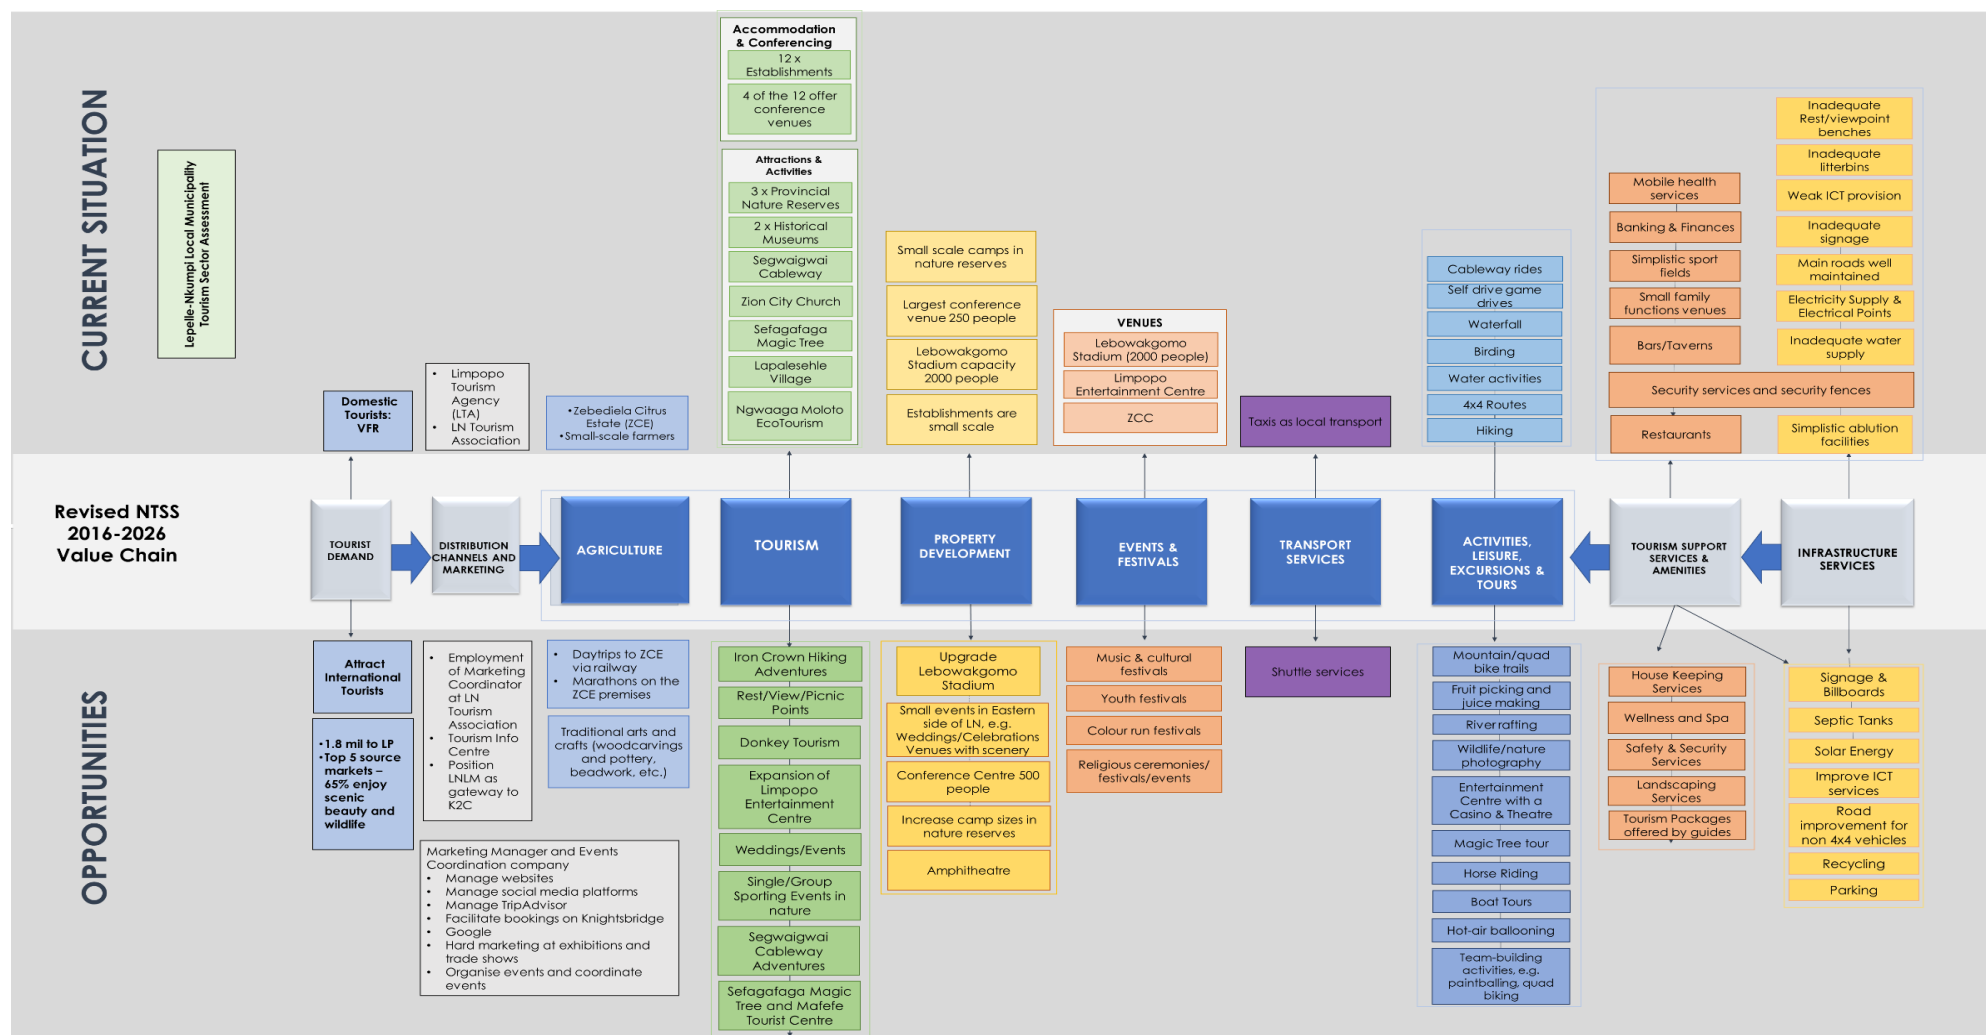 CURRENT SITUATION
Lepelle-Nkumpi Local Municipality
Tourism Sector Assessment
Domestic
Tourists:
VFR
• Limpopo
Tourism
Agency
(LTA)
• LN Tourism
Association
• Zebediela Citrus
Estate (ZCE)
• Small-scale farmers
Accommodation
& Conferencing
12 x
Establishments
4 of the 12 offer
conference
venues
Attractions &
Activities
3 x Provincial
Nature Reserves
2 x Historical
Museums
Segwaigwai
Cableway
Zion City Church
Sefagafaga
Magic Tree
Lapalesehle
Village
Ngwaaga Moloto
EcoTourism
Small scale camps in
nature reserves
Largest conference
venue 250 people
Lebowakgomo
Stadium capacity
2000 people
Establishments are
small scale
VENUES
Lebowakgomo
Stadium (2000 people)
Limpopo
Entertainment Centre
ZCC
Taxis as local transport
Cableway rides
Self drive game
drives
Waterfall
Birding
Water activities
4x4 Routes
Hiking
Mobile health
services
Banking & Finances
Simplistic sport
fields
Small family
functions venues
Bars/Taverns
Security services and security fences
Restaurants
Inadequate
Rest/viewpoint
benches
Inadequate
litterbins
Weak ICT provision
Inadequate
signage
Main roads well
maintained
Electricity Supply &
Electrical Points
Inadequate water
supply
Simplistic ablution
facilities
Revised NTSS
2016-2026
Value Chain
TOURIST
DEMAND
DISTRIBUTION
CHANNELS AND
MARKETING
AGRICULTURE
TOURISM
PROPERTY
DEVELOPMENT
EVENTS &
FESTIVALS
TRANSPORT
SERVICES
ACTIVITIES,
LEISURE,
EXCURSIONS &
TOURS
TOURISM SUPPORT
SERVICES &
AMENITIES
INFRASTRUCTURE
SERVICES
OPPORTUNITIES
Attract
International
Tourists
• 1.8 mil to LP
• Top 5 source
markets –
65% enjoy
scenic
beauty and
wildlife
• Employment
of Marketing
Coordinator
at LN
Tourism
Association
• Tourism Info
Centre
• Position
LNLM as
gateway to
K2C
Marketing Manager and Events
Coordination company
• Manage websites
• Manage social media platforms
• Manage TripAdvisor
• Facilitate bookings on Knightsbridge
• Google
• Hard marketing at exhibitions and
trade shows
• Organise events and coordinate
events
• Daytrips to ZCE
via railway
• Marathons on the
ZCE premises
Traditional arts and
crafts (woodcarvings
and pottery,
beadwork, etc.)
Iron Crown Hiking
Adventures
Rest/View/Picnic
Points
Donkey Tourism
Expansion of
Limpopo
Entertainment
Centre
Weddings/Events
Single/Group
Sporting Events in
nature
Segwaigwai
Cableway
Adventures
Sefagafaga Magic
Tree and Mafefe
Tourist Centre
Upgrade
Lebowakgomo
Stadium
Small events in Eastern
side of LN, e.g.
Weddings/Celebrations
Venues with scenery
Conference Centre 500
people
Increase camp sizes in
nature reserves
Amphitheatre
Music & cultural
festivals
Youth festivals
Colour run festivals
Religious ceremonies/
festivals/events
Shuttle services
Mountain/quad
bike trails
Fruit picking and
juice making
River rafting
Wildlife/nature
photography
Entertainment
Centre with a
Casino & Theatre
Magic Tree tour
Horse Riding
Boat Tours
Hot-air ballooning
Team-building
activities, e.g.
paintballing, quad
biking
House Keeping
Services
Wellness and Spa
Safety & Security
Services
Landscaping
Services
Tourism Packages
offered by guides
Signage &
Billboards
Septic Tanks
Solar Energy
Improve ICT
services
Road
improvement for
non 4x4 vehicles
Recycling
Parking